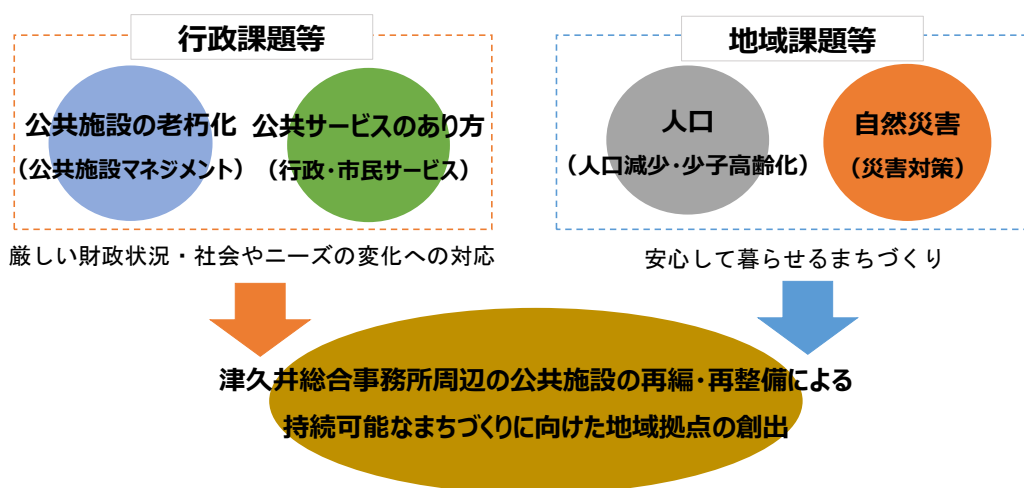 行政課題等
公共施設の老朽化
(公共施設マネジメント)
公共サービスのあり方
(行政・市民サービス)
厳しい財政状況・社会やニーズの変化への対応
地域課題等
人口
(人口減少・少子高齢化)
自然災害
(災害対策)
安心して暮らせるまちづくり
津久井総合事務所周辺の公共施設の再編・再整備による
持続可能なまちづくりに向けた地域拠点の創出